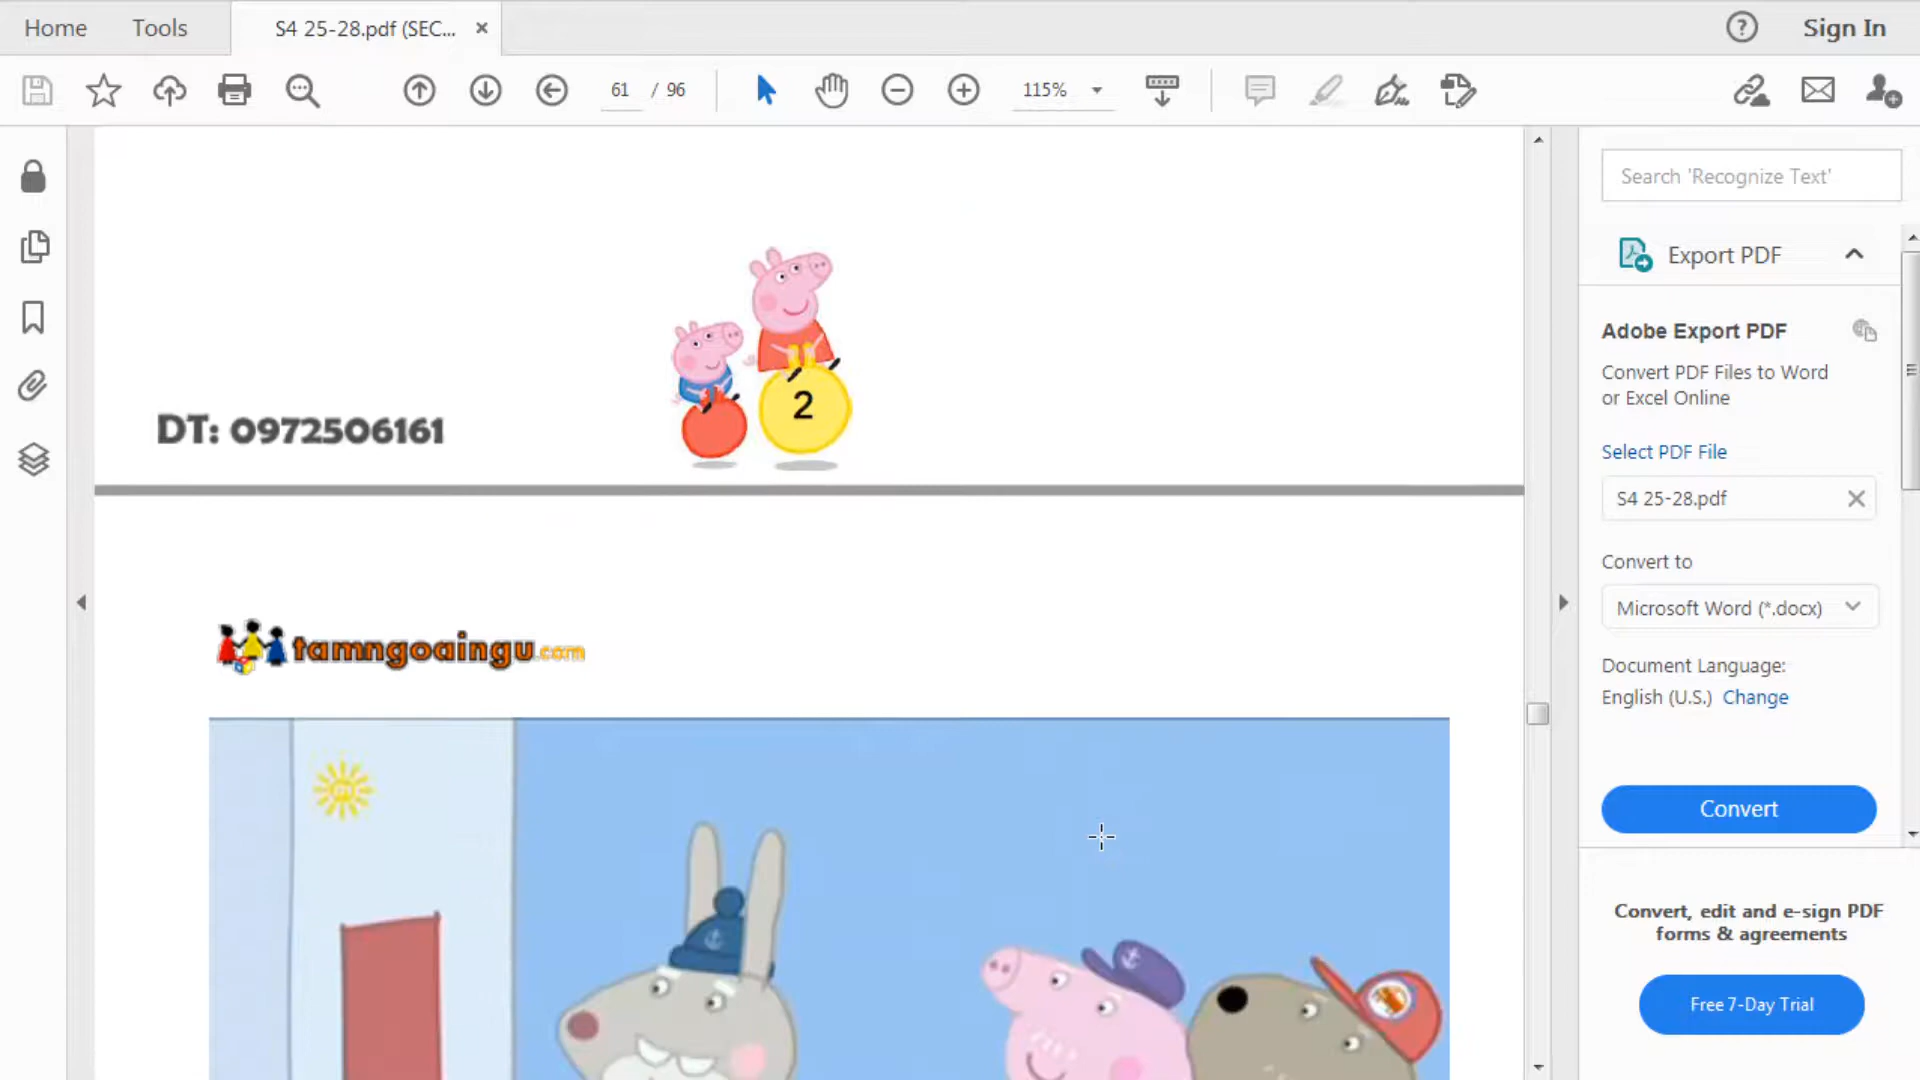 Home
Tools
S4 25-28.pdf (SEC...
Sign In
61 / 96
115%
Search 'Recognize Text'
Export PDF
Adobe Export PDF
Convert PDF Files to Word
or Excel Online
Select PDF File
S4 25-28.pdf
Convert to
Microsoft Word (*.docx)
Document Language:
English (U.S.) Change
Convert
Convert, edit and e-sign PDF
forms & agreements
Free 7-Day Trial
2
DT: 0972506161
tamngoaingu.com